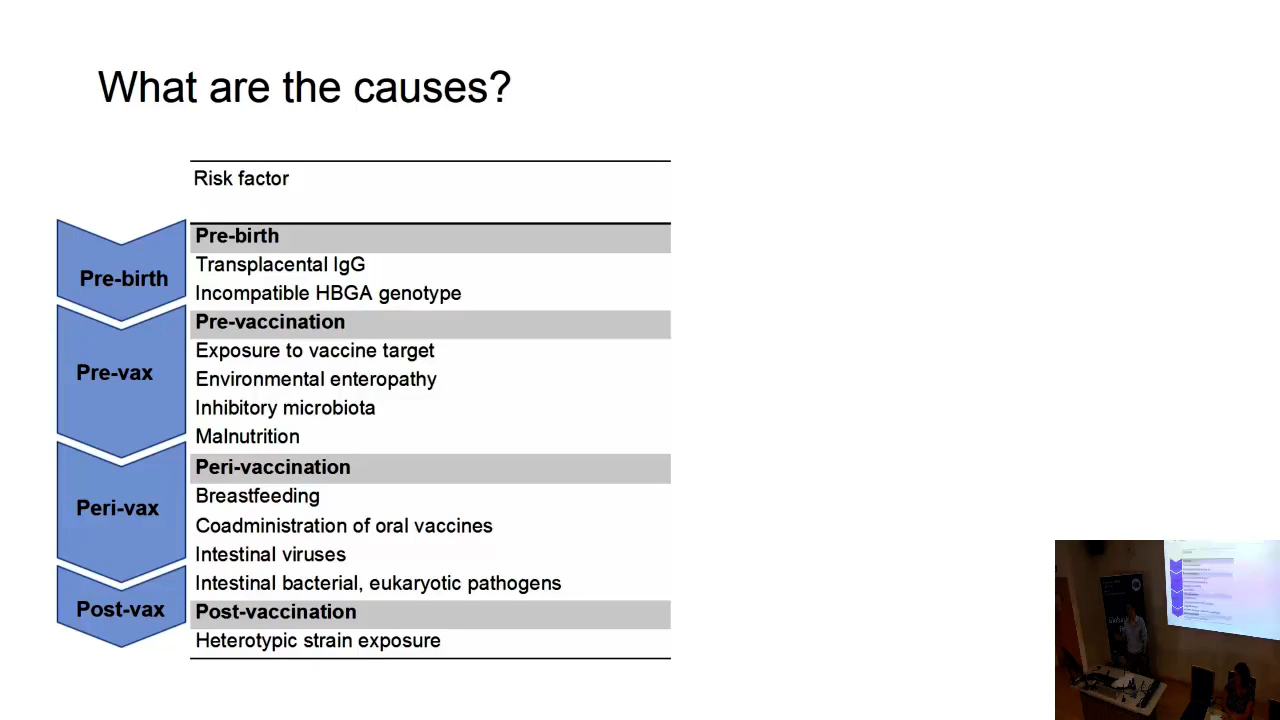 What are the causes?
Risk factor
Pre-birth
Pre-birth
Transplacental IgG
Incompatible HBGA genotype
Pre-vax
Pre-vaccination
Exposure to vaccine target
Environmental enteropathy
Inhibitory microbiota
Malnutrition
Peri-vax
Peri-vaccination
Breastfeeding
Coadministration of oral vaccines
Intestinal viruses
Intestinal bacterial, eukaryotic pathogens
Post-vax
Post-vaccination
Heterotypic strain exposure